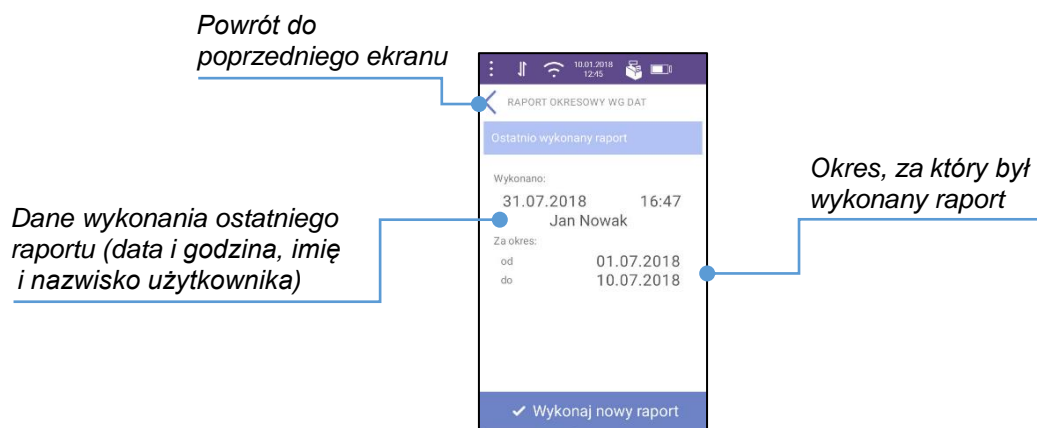 Powrót do
poprzedniego ekranu
10.01.2018
12:45
RAPORT OKRESOWY WG DAT
Ostatnio wykonany raport
Wykonano:
31.07.2018 16:47
Jan Nowak
Za okres:
od 01.07.2018
do 10.07.2018
Wykonaj nowy raport
Dane wykonania ostatniego
raportu (data i godzina, imię
i nazwisko użytkownika)
Okres, za który był
wykonany raport